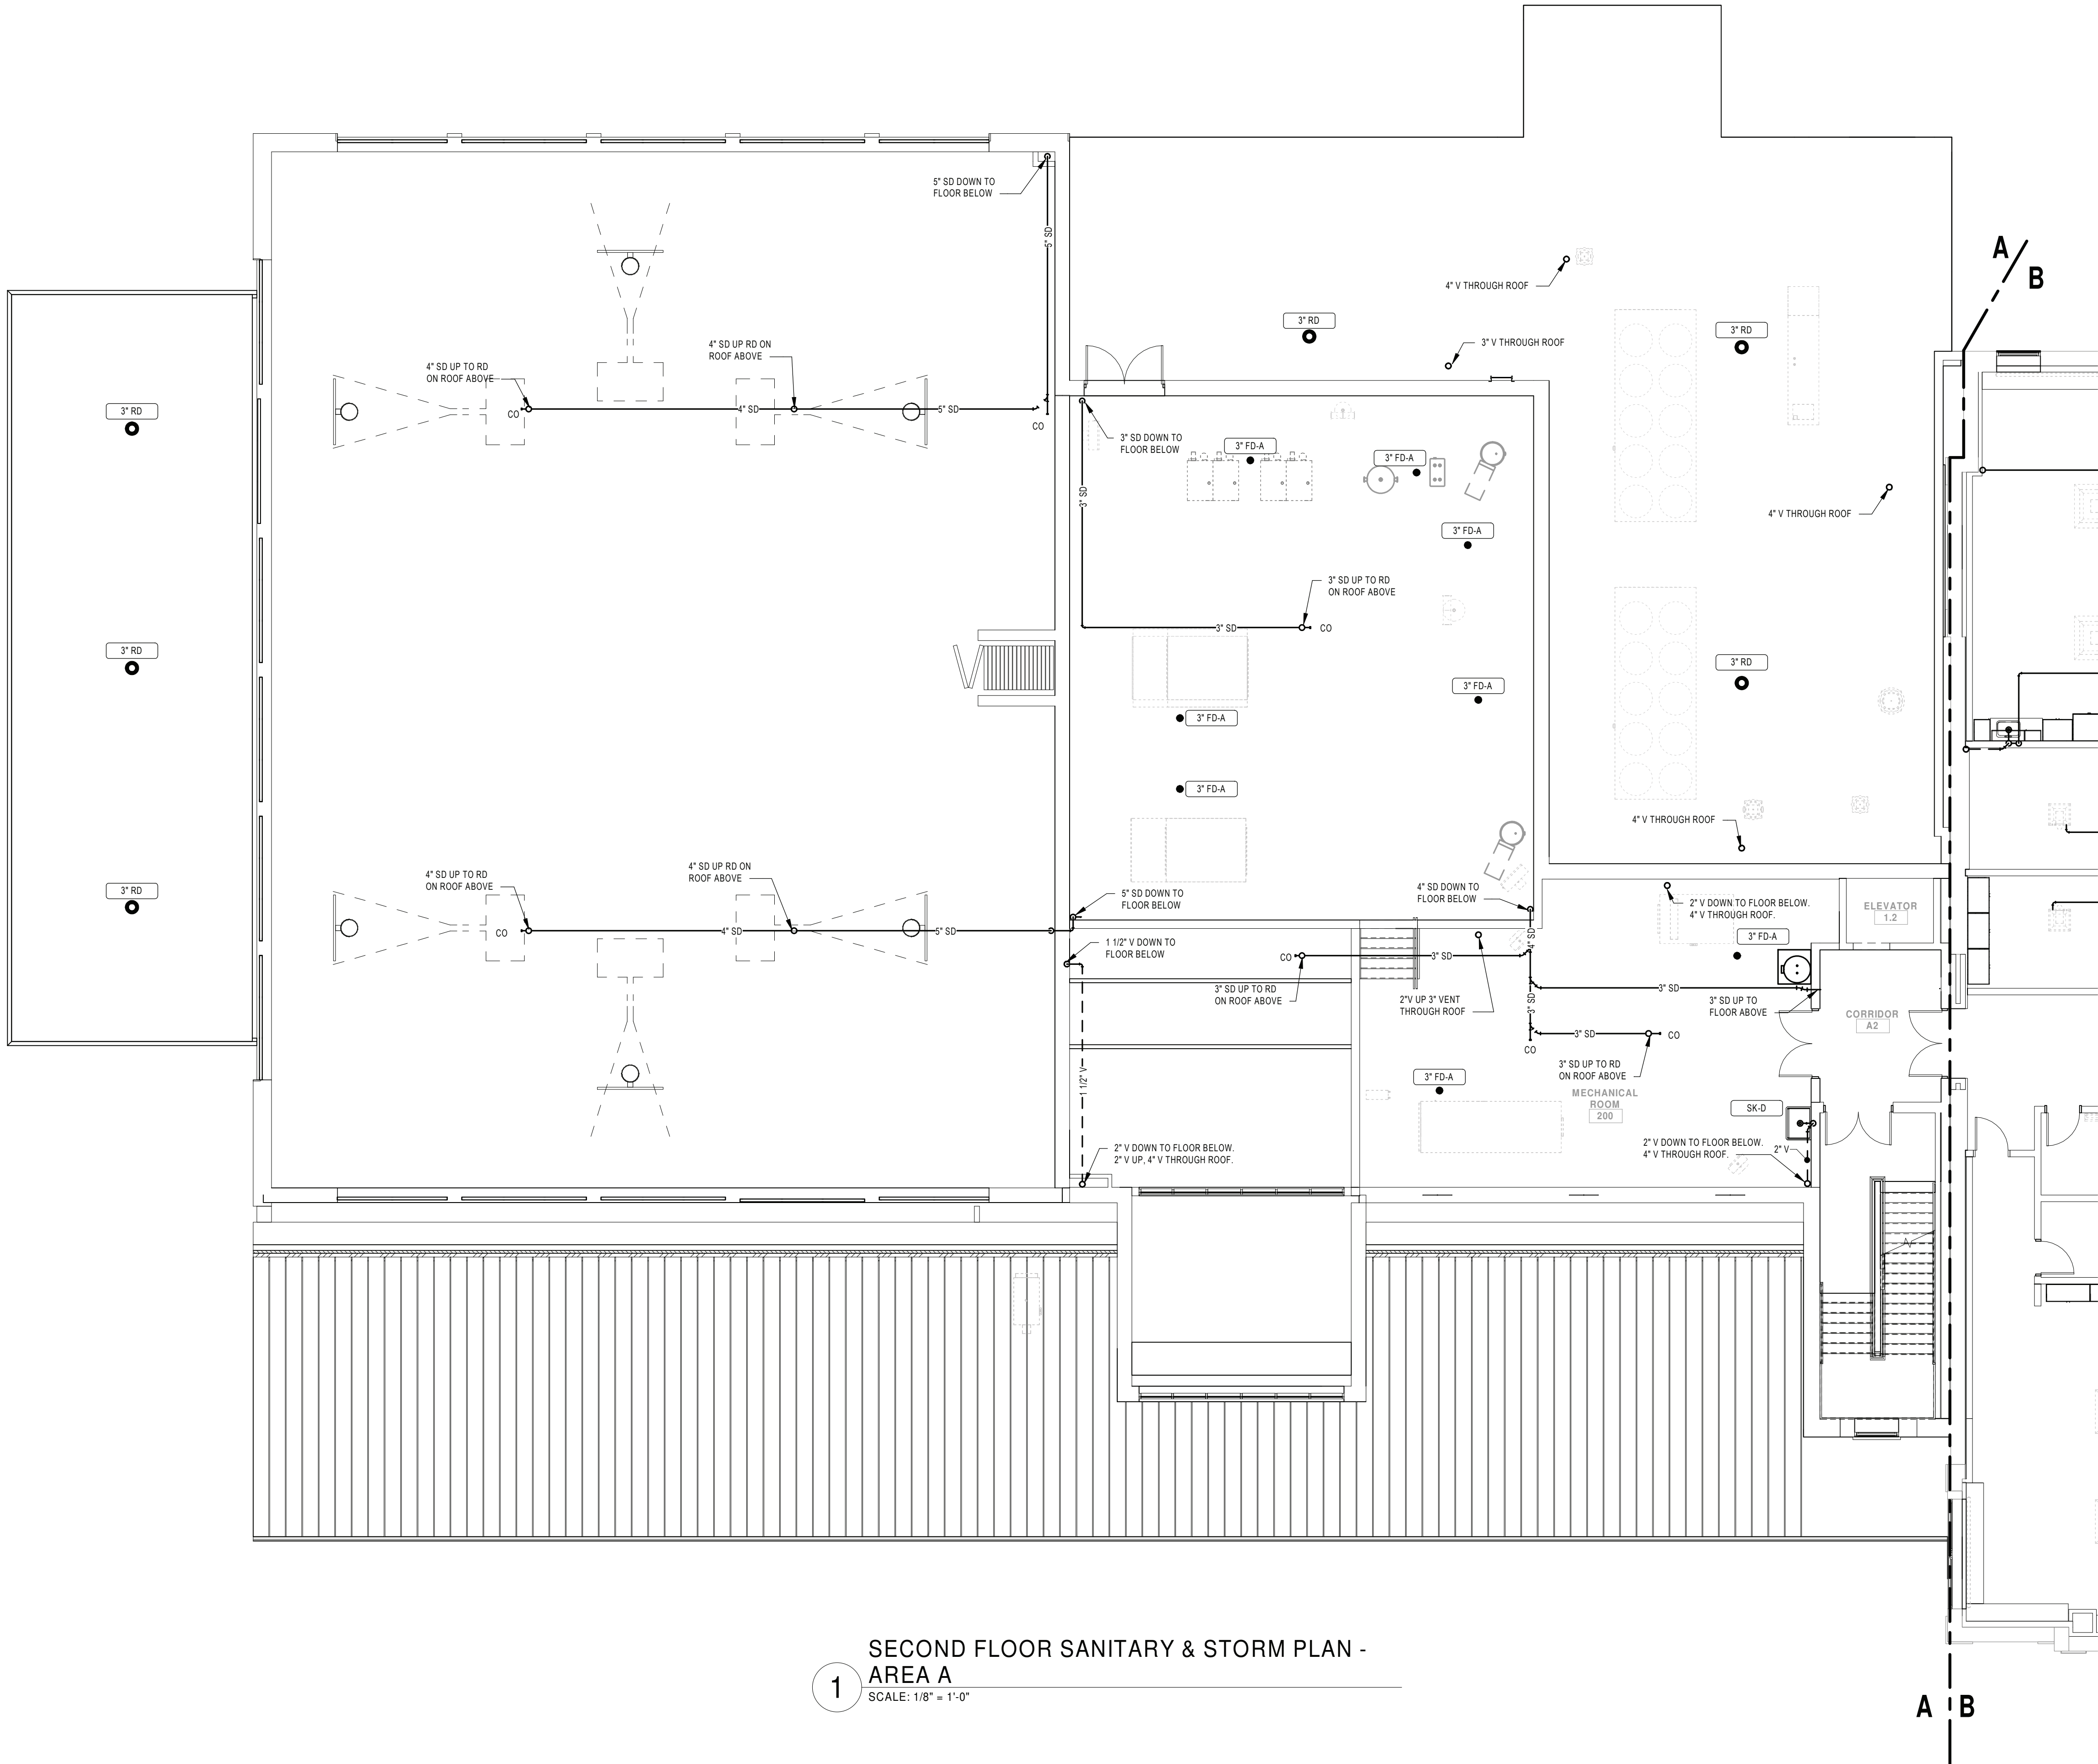 5" SD DOWN TO
FLOOR BELOW
5" SD
A
B
4" V THROUGH ROOF
3" RD
3" RD
3" V THROUGH ROOF
4" SD UP RD ON
ROOF ABOVE
4" SD UP TO RD
ON ROOF ABOVE
3" RD
CO
4" SD
5" SD
CO
3" SD DOWN TO
FLOOR BELOW
3" FD-A
3" FD-A
3" SD
4" V THROUGH ROOF
3" FD-A
3" SD UP TO RD
ON ROOF ABOVE
3" SD
CO
3" RD
3" RD
3" FD-A
3" FD-A
3" FD-A
4" V THROUGH ROOF
4" SD UP RD ON
ROOF ABOVE
4" SD UP TO RD
ON ROOF ABOVE
3" RD
CO
4" SD
5" SD
5" SD DOWN TO
FLOOR BELOW
4" SD DOWN TO
FLOOR BELOW
2" V DOWN TO FLOOR BELOW.
4" V THROUGH ROOF.
ELEVATOR
1.2
3" FD-A
1 1/2" V DOWN TO
FLOOR BELOW
4" SD
CO
3" SD
3" SD UP TO RD
ON ROOF ABOVE
2"V UP 3" VENT
THROUGH ROOF
3" SD
3" SD
3" SD UP TO
FLOOR ABOVE
CORRIDOR
A2
3" SD
CO
CO
3" SD UP TO RD
ON ROOF ABOVE
1 1/2" V
3" FD-A
MECHANICAL
ROOM
200
SK-D
2" V DOWN TO FLOOR BELOW.
2" V UP, 4" V THROUGH ROOF.
2" V DOWN TO FLOOR BELOW.
4" V THROUGH ROOF.
2" V
1
SECOND FLOOR SANITARY & STORM PLAN -
AREA A
SCALE: 1/8" = 1'-0"
A
B